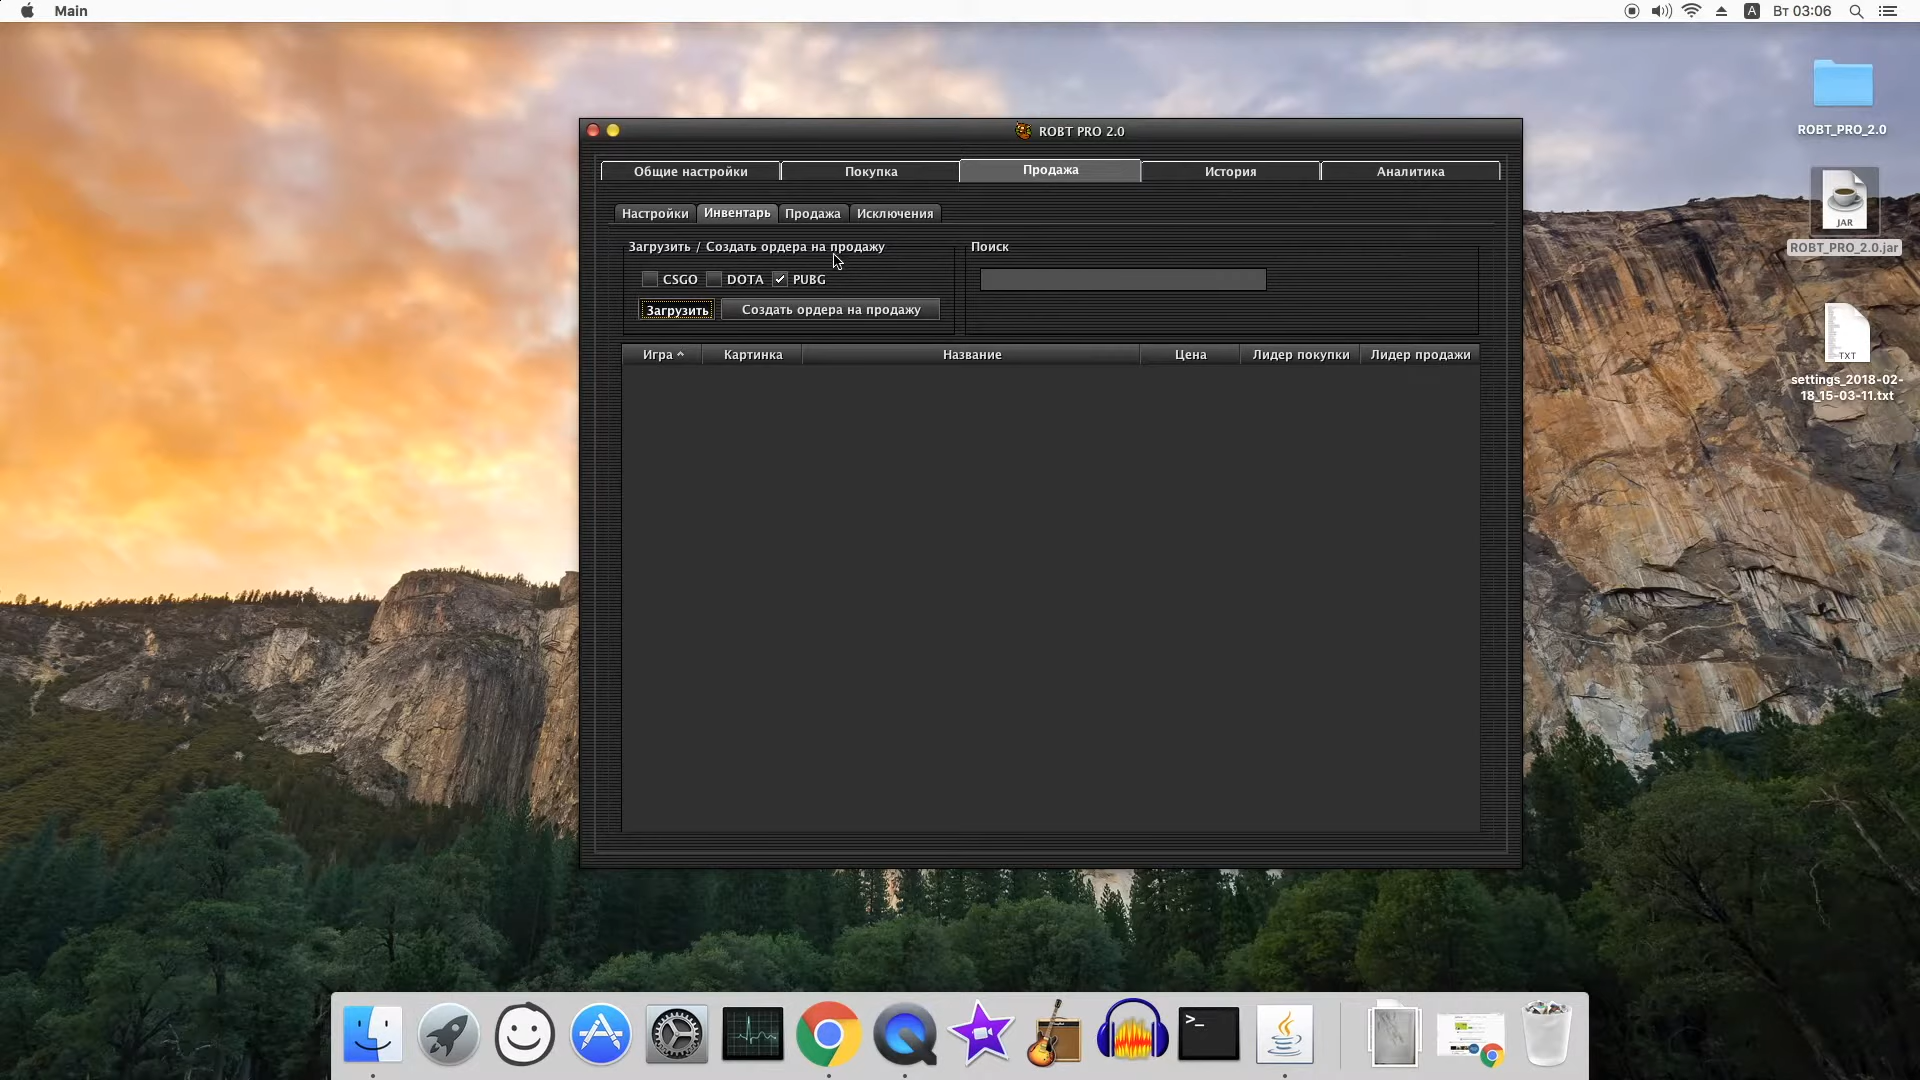 Main
A
Вт 03:06
ROBT_PRO_2.0
JAR
ROBT_PRO_2.0.jar
TXT
settings_2018-02-
18_15-03-11.txt
ROBT PRO 2.0
Общие настройки
Покупка
Продажа
История
Аналитика
Настройки
Инвентарь
Продажа
Исключения
Загрузить / Создать ордера на продажу
Поиск
CSGO
DOTA
PUBG
Загрузить
Создать ордера на продажу
Игра
Картинка
Название
Цена
Лидер покупки
Лидер продажи
>_